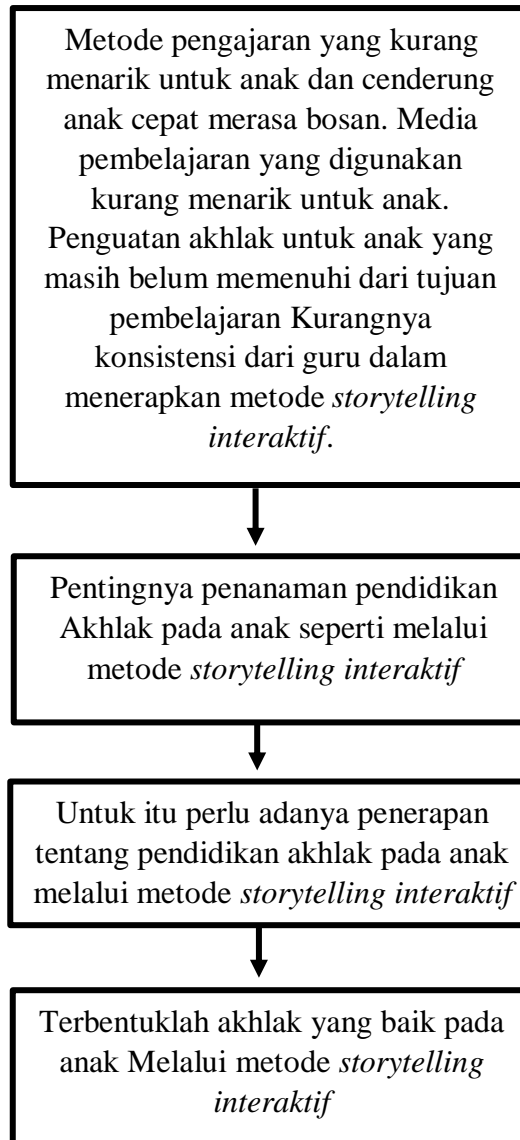 Metode pengajaran yang kurang
menarik untuk anak dan cenderung
anak cepat merasa bosan. Media
pembelajaran yang digunakan
kurang menarik untuk anak.
Penguatan akhlak untuk anak yang
masih belum memenuhi dari tujuan
pembelajaran Kurangnya
konsistensi dari guru dalam
menerapkan metode storytelling
interaktif.
Pentingnya penanaman pendidikan
Akhlak pada anak seperti melalui
metode storytelling interaktif
Untuk itu perlu adanya penerapan
tentang pendidikan akhlak pada anak
melalui metode storytelling interaktif
Terbentuklah akhlak yang baik pada
anak Melalui metode storytelling
interaktif